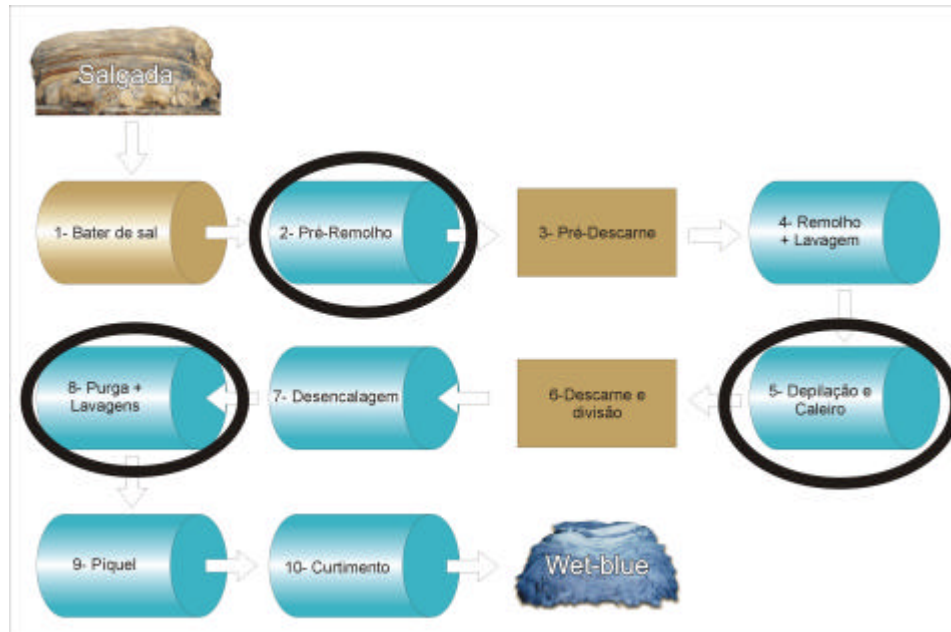 Salgada
1- Bater de sal
2- Pré-Remolho
3- Pré-Descarne
4- Remolho
+ Lavagem
5- Depilação e
Caleiro
6-Descarne e
divisão
7- Desencalagem
8- Purga +
Lavagens
9- Piquel
10- Curtimento
Wet-blue